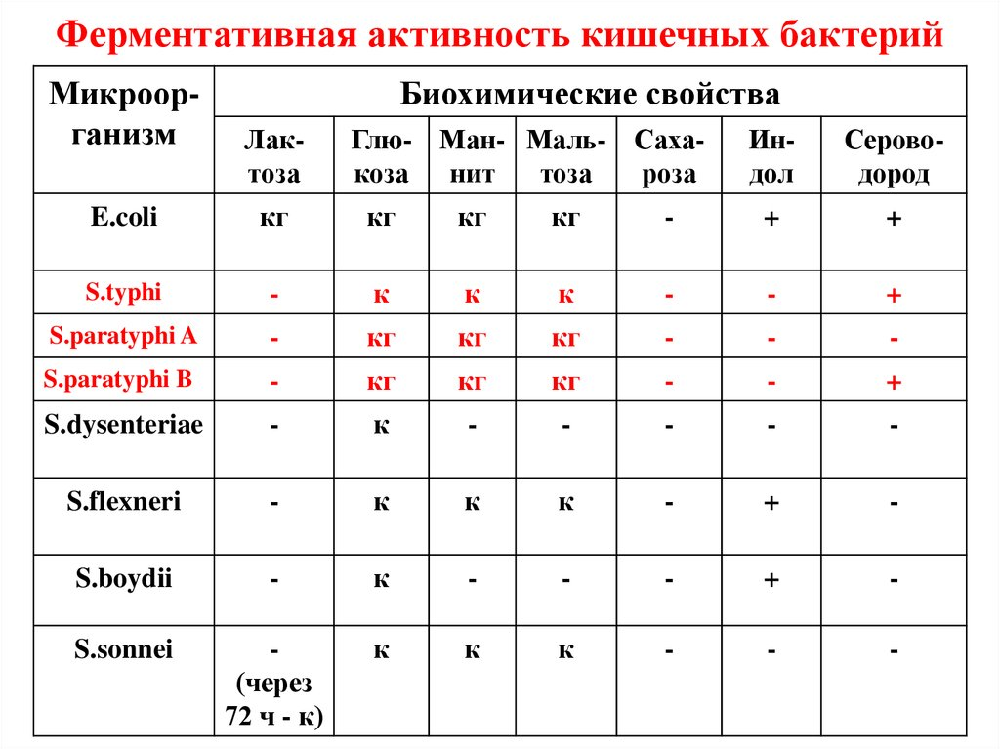 Ферментативная активность кишечных бактерий
Микроор- Биохимические свойства
ганизм
Лак- Глю- Ман- Маль- Саха- Ин- Серово-
тоза коза нит тоза роза дол дород
E.coli кг кг кг кг - + +
S.typhi - к к к - - +
S.paratyphi A - кг кг кг - - -
S.paratyphi B - кг кг кг - - +
S.dysenteriae - к - - - - -
S.flexneri - к к к - + -
S.boydii - к - - - + -
S.sonnei - к к к - - -
(через
72 ч - к)